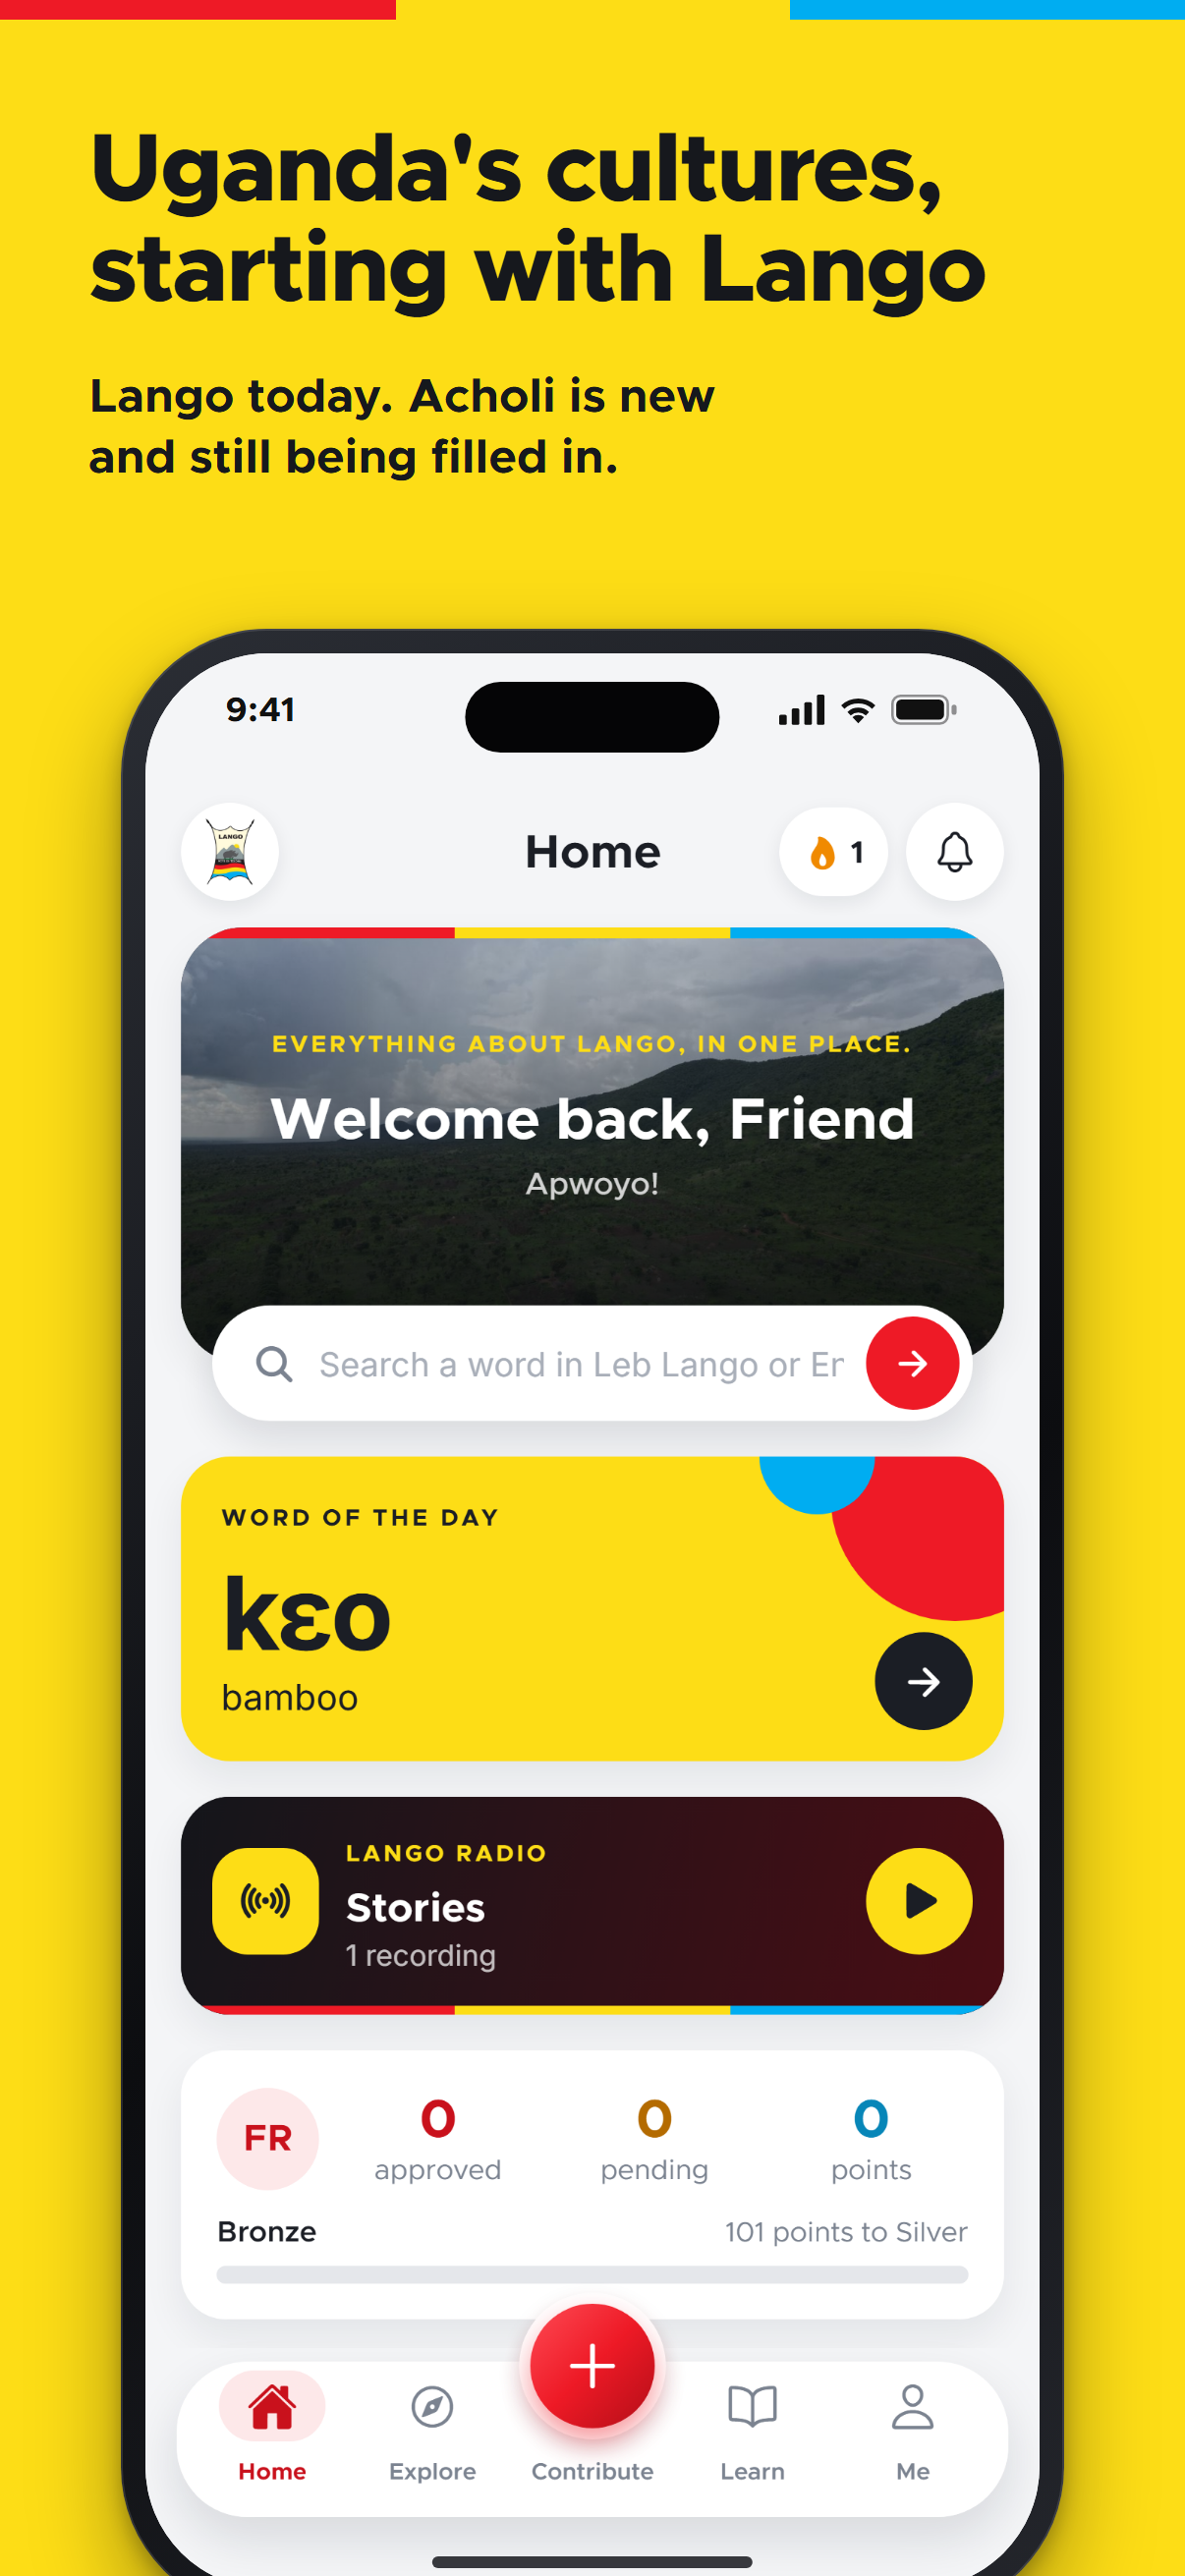 Uganda's cultures,
starting with Lango
Lango today. Acholi is new
and still being filled in.
9:41
LANGO
Home
1
EVERYTHING ABOUT LANGO, IN ONE PLACE.
Welcome back, Friend
Apwoyo!
Search a word in Leb Lango or En
WORD OF THE DAY
kɛo
bamboo
LANGO RADIO
Stories
1 recording
FR
0
0
0
approved
pending
points
Bronze
101 points to Silver
Home
Explore
Contribute
Learn
Me